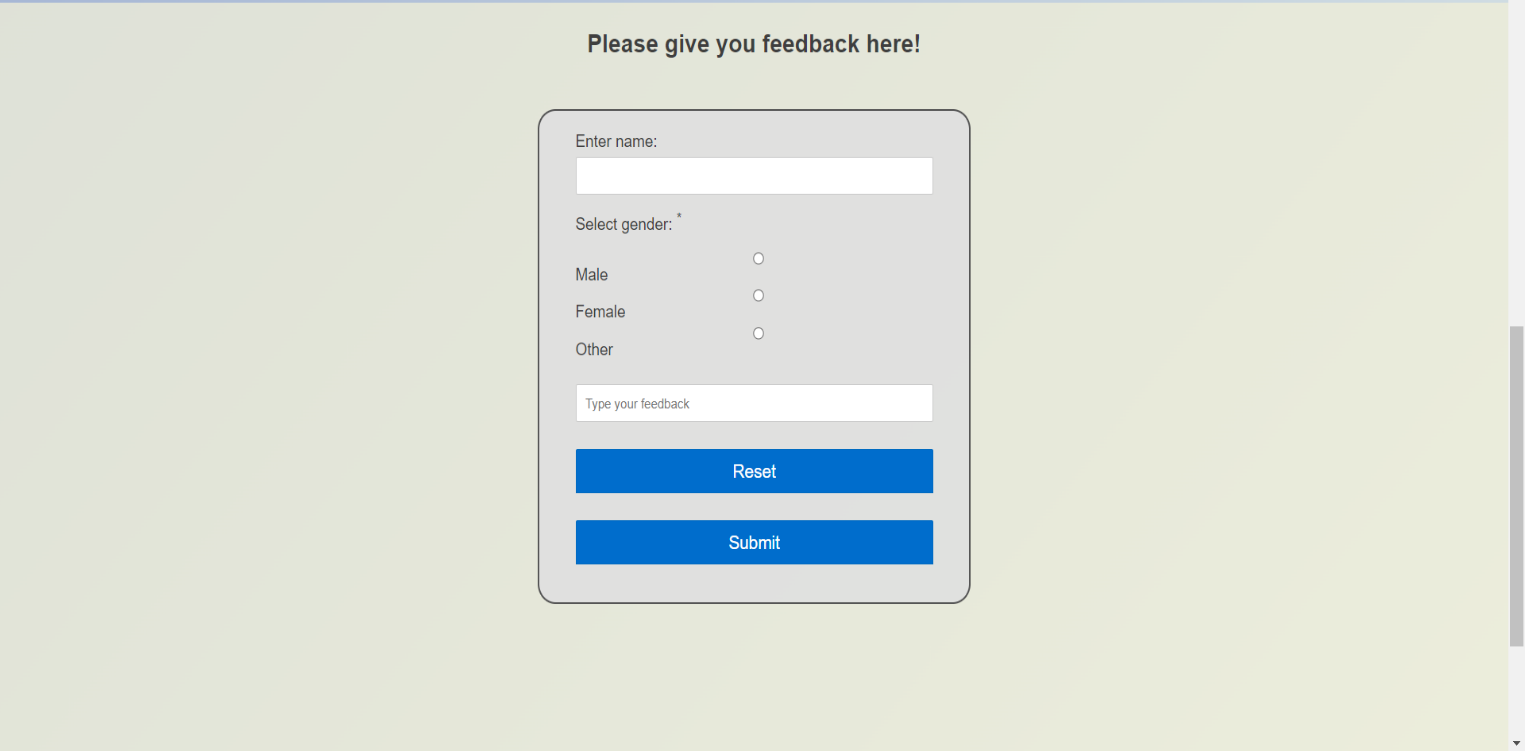 Please give you feedback here!
Enter name:
Select gender: *
Male
Female
Other
Type your feedback
Reset
Submit